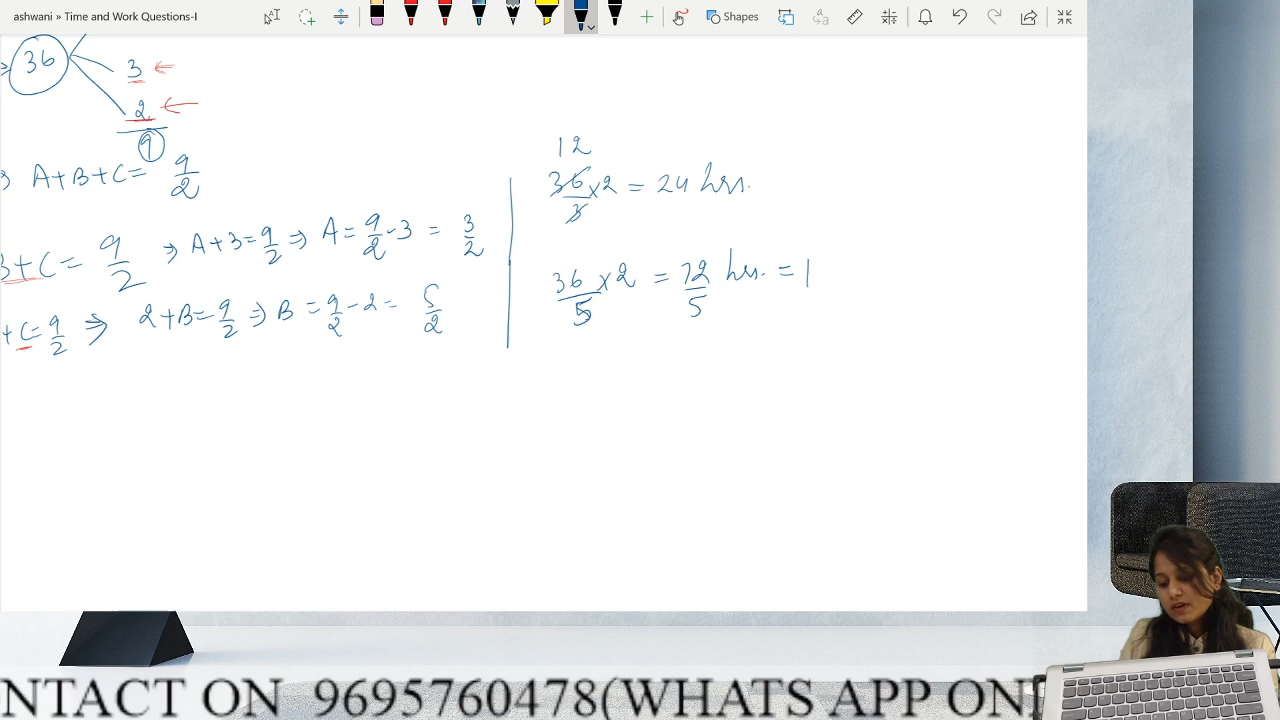 ashwani » Time and Work Questions-I
Shapes
36
3 ←
2 ←
9
A+B+C= 9/2
B+C = 9/2 ⇒ A+3=9/2 ⇒ A= 9/2-3 = 3/2
+C=9/2 ⇒ 2+B=9/2 ⇒ B = 9/2-2= 5/2
12
36/3×2 = 24 hrs.
36/5×2 = 72/5 hrs. = 1
NTACT ON 9695760478(WHATS APP ON